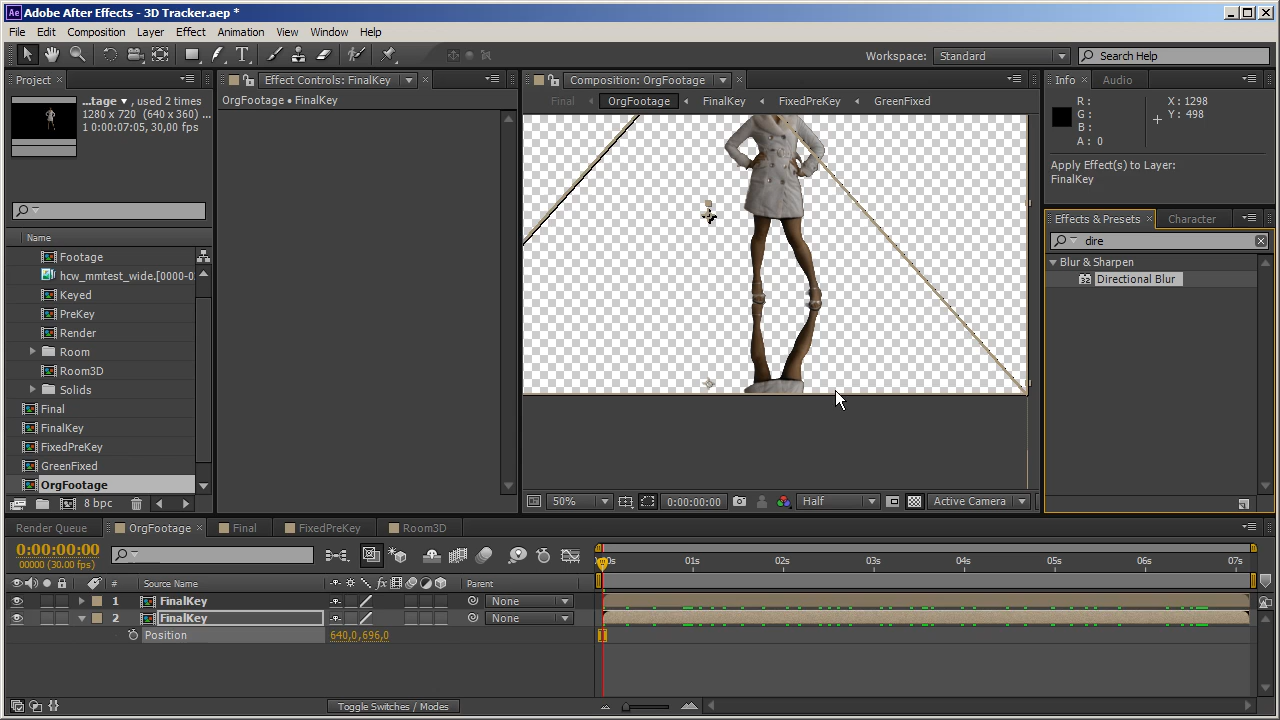 Adobe After Effects - 3D Tracker.aep *
File Edit Composition Layer Effect Animation View Window Help
Workspace: Standard Search Help
Project Effect Controls: FinalKey Composition: OrgFootage Info Audio
...tage ▼, used 2 times
1280 x 720 (640 x 360) ...
1 0:00:07:05, 30,00 fps)
OrgFootage • FinalKey
Final OrgFootage FinalKey FixedPreKey GreenFixed
R :
G :
B :
A : 0
X : 1298
Y : 498
Apply Effect(s) to Layer:
FinalKey
Effects & Presets Character
dire
Blur & Sharpen
32 Directional Blur
Name
Footage
hcw_mmtest_wide.[0000-0
Keyed
PreKey
Render
Room
Room3D
Solids
Final
FinalKey
FixedPreKey
GreenFixed
OrgFootage
8 bpc
50% 0:00:00:00 Half Active Camera
Render Queue OrgFootage Final FixedPreKey Room3D
0:00:00:00
00000 (30.00 fps)
:00s 01s 02s 03s 04s 05s 06s 07s
# Source Name fx Parent
1 FinalKey None
2 FinalKey None
Position 640,0,696,0
Toggle Switches / Modes